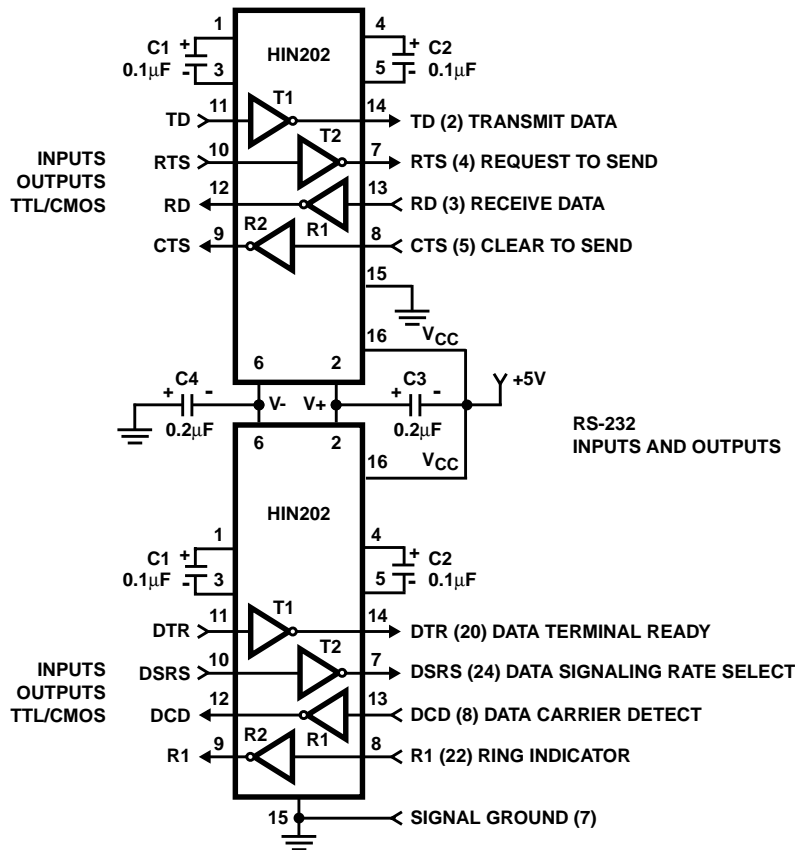 1
4
C1 +
+ C2
HIN202
0.1µF - 3
5 - 0.1µF
T1
11
14
TD
TD (2) TRANSMIT DATA
T2
INPUTS
OUTPUTS
TTL/CMOS
10
7
RTS
RTS (4) REQUEST TO SEND
12
13
RD
RD (3) RECEIVE DATA
R2
R1
9
8
CTS
CTS (5) CLEAR TO SEND
15
16 VCC
6
2
C4
+ -
V-
V+
C3
+ -
+5V
0.2µF
0.2µF
RS-232
INPUTS AND OUTPUTS
6
2
16 VCC
HIN202
1
4
C1 +
+ C2
0.1µF - 3
5 - 0.1µF
T1
11
14
DTR
DTR (20) DATA TERMINAL READY
T2
INPUTS
OUTPUTS
TTL/CMOS
10
7
DSRS
DSRS (24) DATA SIGNALING RATE SELECT
12
13
DCD
DCD (8) DATA CARRIER DETECT
R2
R1
9
8
R1
R1 (22) RING INDICATOR
15
SIGNAL GROUND (7)